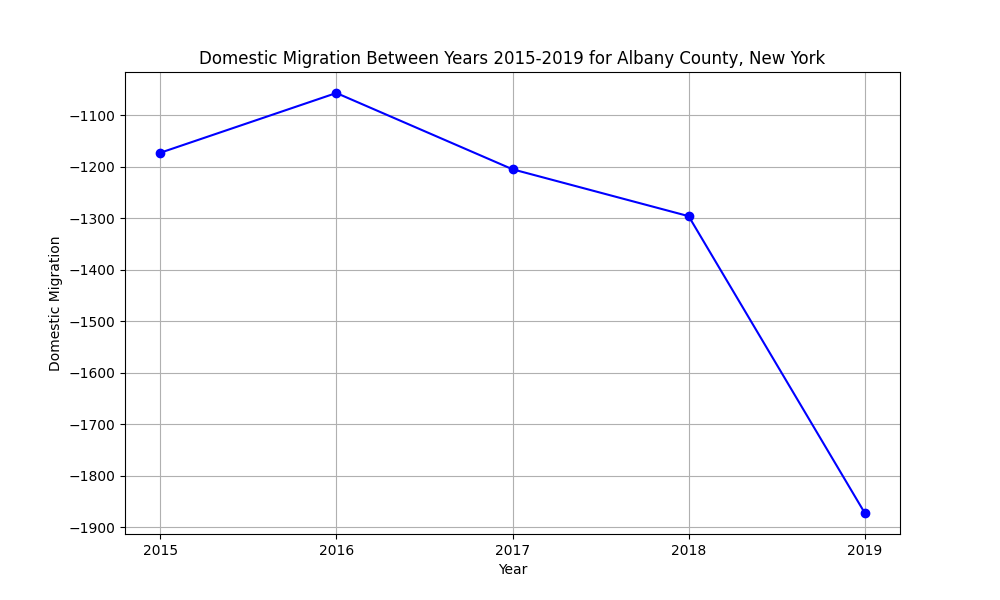 Domestic Migration Between Years 2015-2019 for Albany County, New York
−1100
−1200
−1300
−1400
−1500
−1600
−1700
−1800
−1900
Domestic Migration
2015 2016 2017 2018 2019
Year